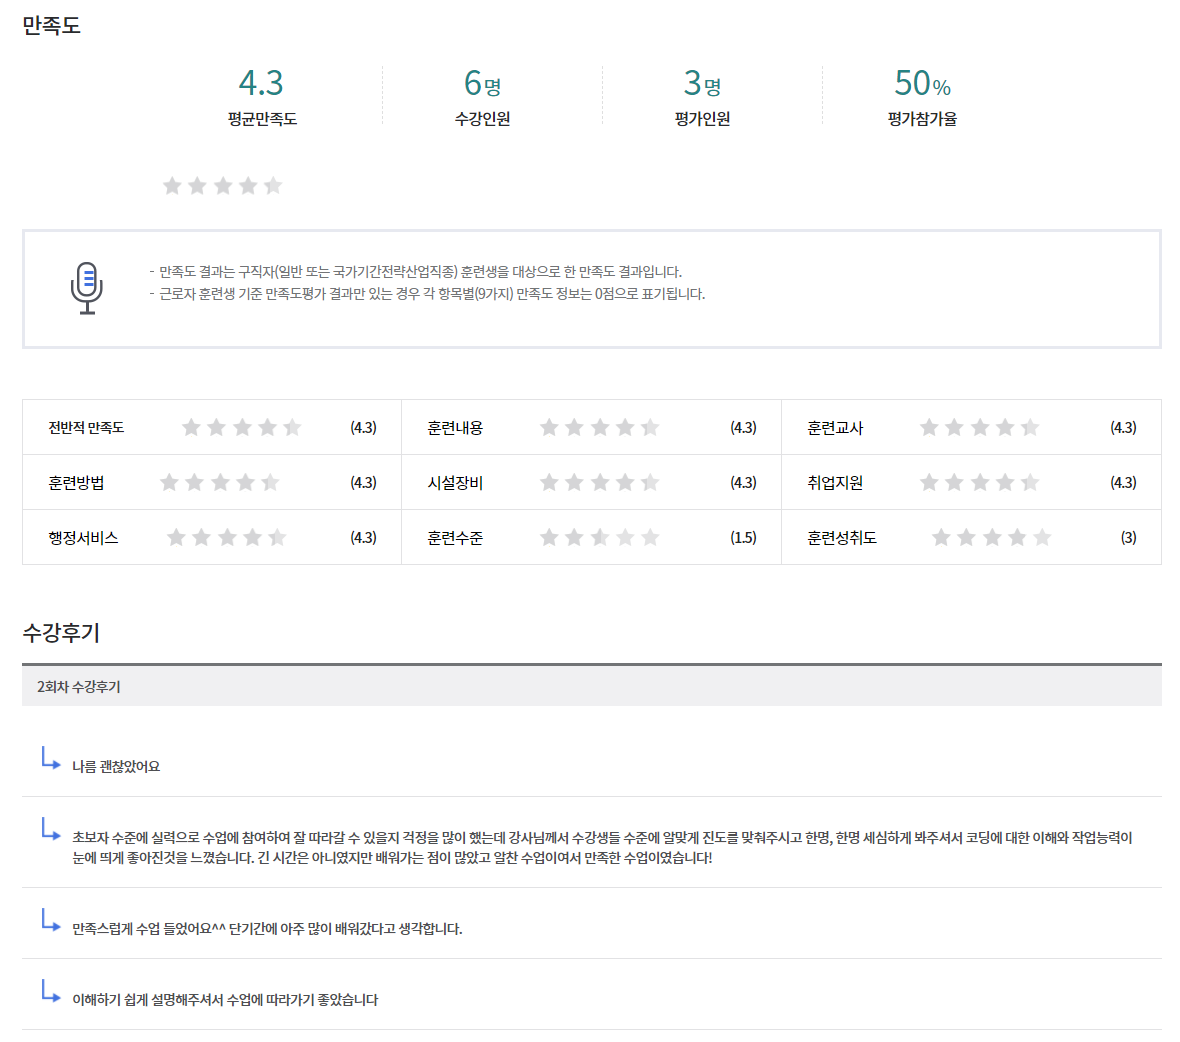 만족도
4.3 6명 3명 50%
평균만족도 수강인원 평가인원 평가참가율
- 만족도 결과는 구직자(일반 또는 국가기간전략산업직종) 훈련생을 대상으로 한 만족도 결과입니다.
- 근로자 훈련생 기준 만족도평가 결과만 있는 경우 각 항목별(9가지) 만족도 정보는 0점으로 표기됩니다.
전반적 만족도 (4.3) 훈련내용 (4.3) 훈련교사 (4.3)
훈련방법 (4.3) 시설장비 (4.3) 취업지원 (4.3)
행정서비스 (4.3) 훈련수준 (1.5) 훈련성취도 (3)
수강후기
2회차 수강후기
나름 괜찮았어요
초보자 수준에 실력으로 수업에 참여하여 잘 따라갈 수 있을지 걱정을 많이 했는데 강사님께서 수강생들 수준에 알맞게 진도를 맞춰주시고 한명, 한명 세심하게 봐주셔서 코딩에 대한 이해와 작업능력이
눈에 띄게 좋아진것을 느꼈습니다. 긴 시간은 아니였지만 배워가는 점이 많았고 알찬 수업이여서 만족한 수업이였습니다!
만족스럽게 수업 들었어요^^ 단기간에 아주 많이 배워갔다고 생각합니다.
이해하기 쉽게 설명해주셔서 수업에 따라가기 좋았습니다